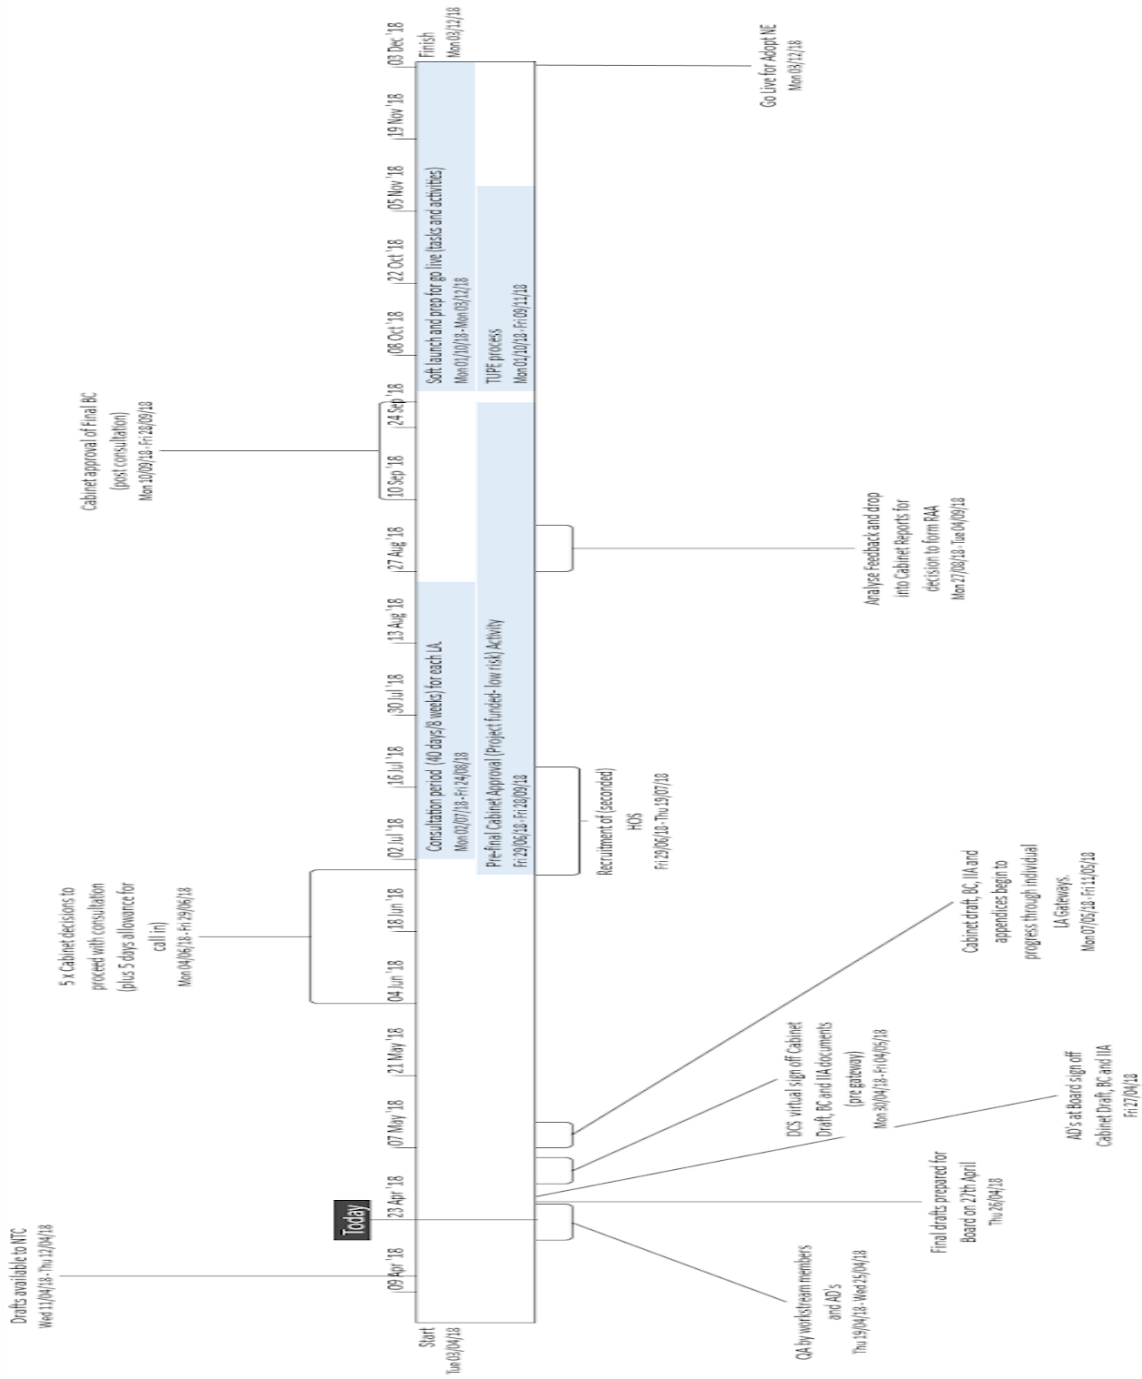 Drafts available to NTC
Wed 11/04/18 - Thu 12/04/18
5 x Cabinet decisions to
proceed with consultation
(plus 5 days allowance for
call in)
Mon 04/06/18 - Fri 29/06/18
Cabinet approval of Final BC
(post consultation)
Mon 10/09/18 - Fri 28/09/18
Today
09 Apr '18
23 Apr '18
07 May '18
21 May '18
04 Jun '18
18 Jun '18
02 Jul '18
16 Jul '18
30 Jul '18
13 Aug '18
27 Aug '18
10 Sep '18
24 Sep '18
08 Oct '18
22 Oct '18
05 Nov '18
19 Nov '18
03 Dec '18
Start
Tue 03/04/18
Consultation period (40 days/8 weeks) for each LA
Mon 02/07/18 - Fri 24/08/18
Soft launch and prep for go live (tasks and activities)
Mon 01/10/18 - Mon 03/12/18
Finish
Mon 03/12/18
Pre-final Cabinet Approval (Project funded- low risk) Activity
Fri 29/06/18 - Fri 28/09/18
TUPE process
Mon 01/10/18 - Fri 09/11/18
Recruitment of (seconded)
HOS
Fri 29/06/18 - Thu 19/07/18
Go Live for Adopt NE
Mon 03/12/18
QA by workstream members
and AD's
Thu 19/04/18 - Wed 25/04/18
DCS virtual sign off Cabinet
Draft, BC and IIA documents
(pre gateway)
Mon 30/04/18 - Fri 04/05/18
Analyse Feedback and drop
into Cabinet Reports for
decision to form RAA
Mon 27/08/18 - Tue 04/09/18
Final drafts prepared for
Board on 27th April
Thu 26/04/18
Cabinet draft, BC, IIA and
appendices begin to
progress through individual
LA Gateways.
Mon 07/05/18 - Fri 11/05/18
AD's at Board sign off
Cabinet Draft, BC and IIA
Fri 27/04/18